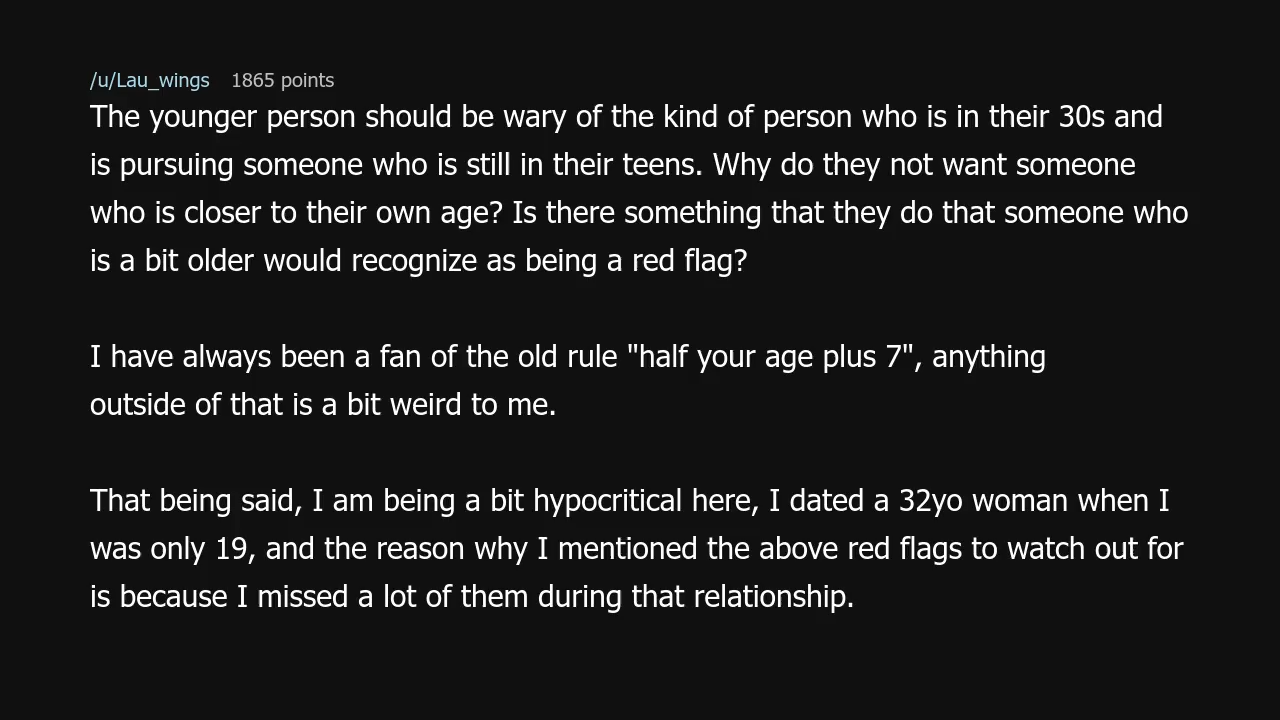 /u/Lau_wings 1865 points
The younger person should be wary of the kind of person who is in their 30s and
is pursuing someone who is still in their teens. Why do they not want someone
who is closer to their own age? Is there something that they do that someone who
is a bit older would recognize as being a red flag?
I have always been a fan of the old rule "half your age plus 7", anything
outside of that is a bit weird to me.
That being said, I am being a bit hypocritical here, I dated a 32yo woman when I
was only 19, and the reason why I mentioned the above red flags to watch out for
is because I missed a lot of them during that relationship.